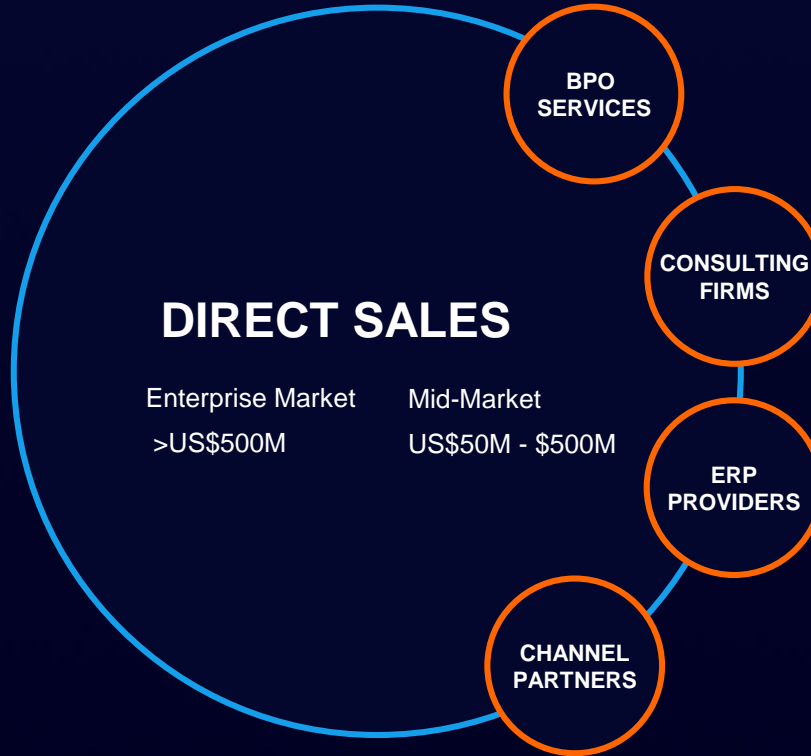 BPO
SERVICES
CONSULTING
FIRMS
DIRECT SALES
Enterprise Market
>US$500M
Mid-Market
US$50M - $500M
ERP
PROVIDERS
CHANNEL
PARTNERS